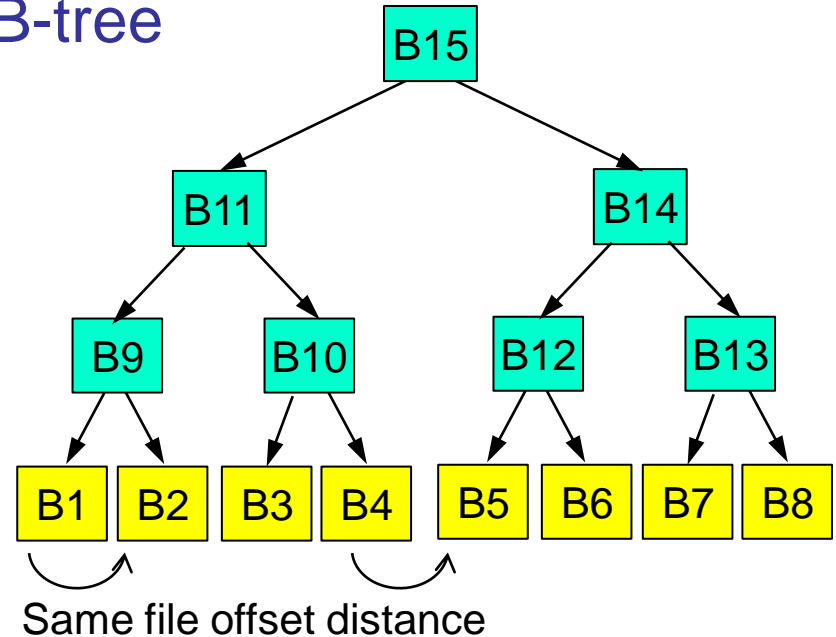 B-tree
B15
B11 B14
B9 B10 B12 B13
B1 B2 B3 B4 B5 B6 B7 B8
Same file offset distance